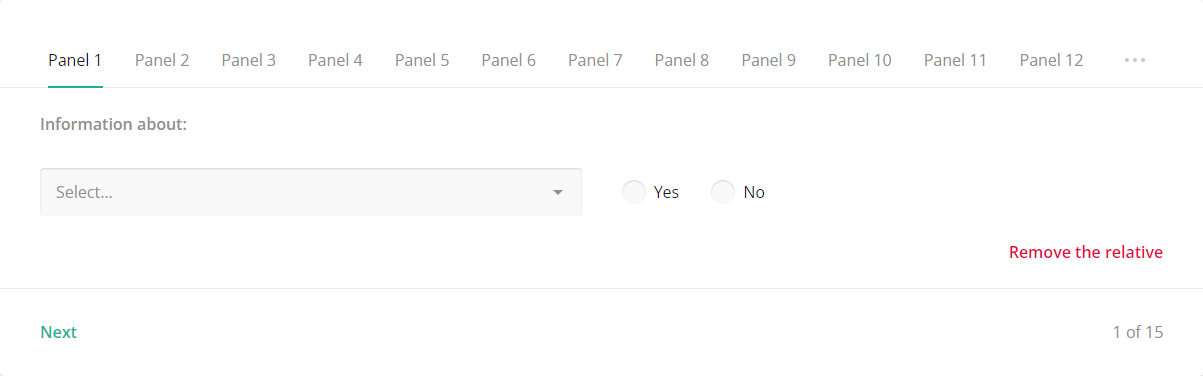 Panel 1 Panel 2 Panel 3 Panel 4 Panel 5 Panel 6 Panel 7 Panel 8 Panel 9 Panel 10 Panel 11 Panel 12 •••
Information about:
Select... Yes No
Remove the relative
Next 1 of 15